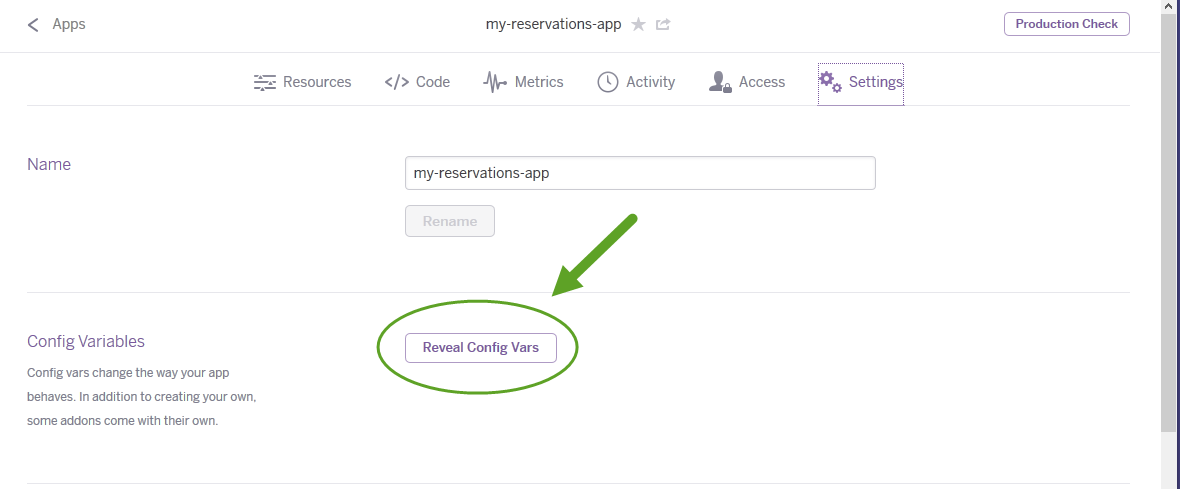 Apps
my-reservations-app
Production Check
Resources
</> Code
Metrics
Activity
Access
Settings
Name
my-reservations-app
Rename
Config Variables
Reveal Config Vars
Config vars change the way your app
behaves. In addition to creating your own,
some addons come with their own.